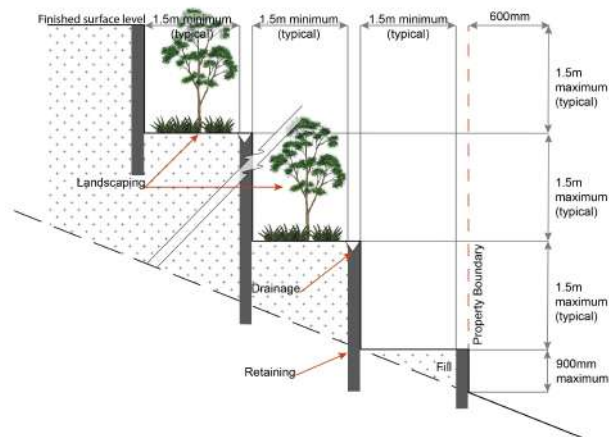 Finished surface level
1.5m minimum
(typical)
1.5m minimum
(typical)
1.5m minimum
(typical)
600mm
1.5m
maximum
(typical)
1.5m
maximum
(typical)
Landscaping
Drainage
Property Boundary
1.5m
maximum
(typical)
Retaining
Fill
900mm
maximum